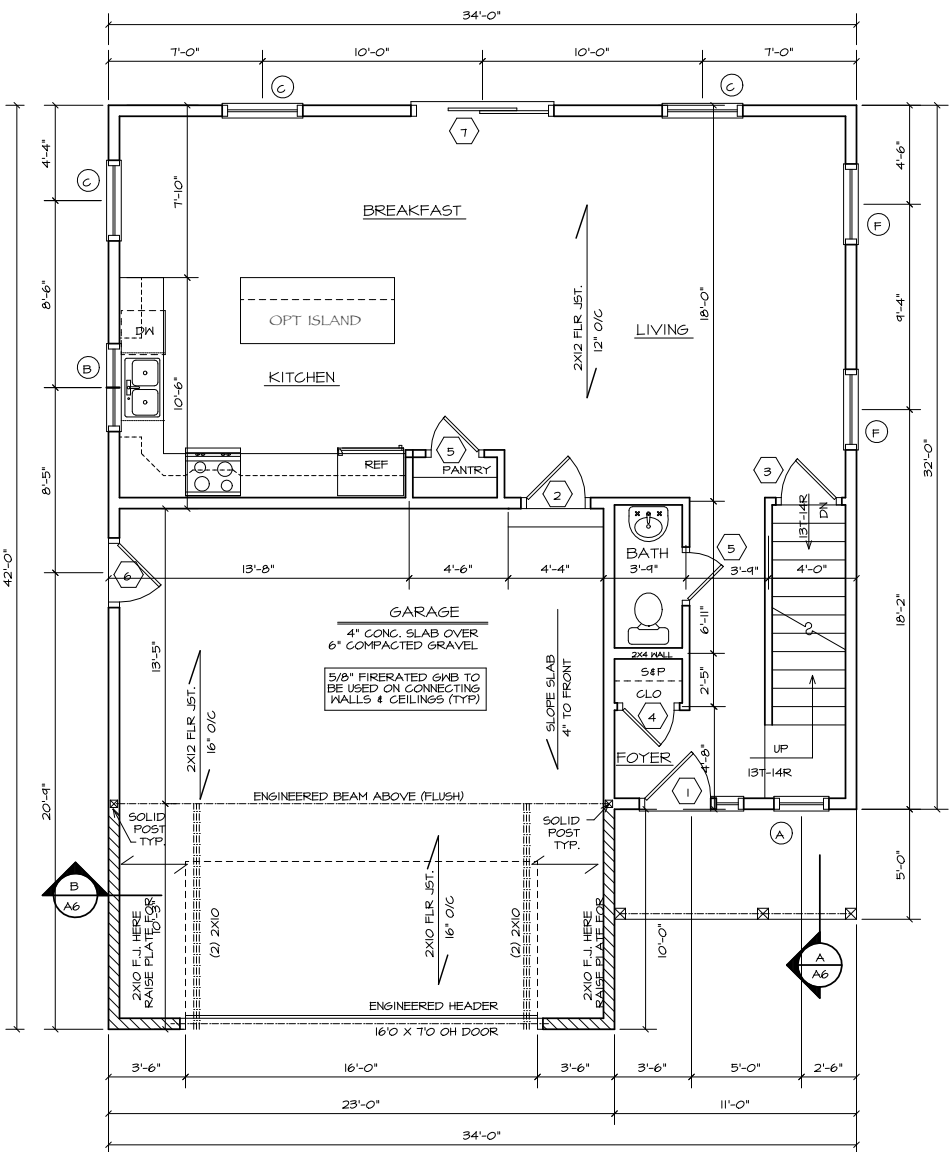 34'-0"
7'-0"
10'-0"
10'-0"
7'-0"
C
C
7
4'-4"
C
7'-10"
BREAKFAST
4'-6"
F
8'-6"
OPT ISLAND
DW
B
KITCHEN
10'-6"
2X12 FLR JST.
12" O/C
LIVING
18'-0"
9'-4"
F
32'-0"
8'-5"
REF
5
PANTRY
2
3
13T-14R
DN
42'-0"
6
13'-8"
4'-6"
4'-4"
BATH
3'-9"
5
3'-9"
4'-0"
GARAGE
4" CONC. SLAB OVER
6" COMPACTED GRAVEL
5/8" FIRERATED GWB TO
BE USED ON CONNECTING
WALLS & CEILINGS (TYP)
13'-5"
2X12 FLR JST.
16" O/C
SLOPE SLAB
4" TO FRONT
6'-11"
2X4 WALL
S&P
CLO
2'-5"
4
FOYER
4'-8"
1
UP
13T-14R
18'-2"
20'-9"
ENGINEERED BEAM ABOVE (FLUSH)
SOLID
POST
TYP.
SOLID
POST
TYP.
A
B
A6
2X10 F.J. HERE
RAISE PLATE FOR
10'-3"
(2) 2X10
2X10 FLR JST.
16" O/C
(2) 2X10
2X10 F.J. HERE
RAISE PLATE FOR
10'-0"
5'-0"
A
A6
ENGINEERED HEADER
16'0 X 7'0 OH DOOR
3'-6"
16'-0"
3'-6"
3'-6"
5'-0"
2'-6"
23'-0"
11'-0"
34'-0"